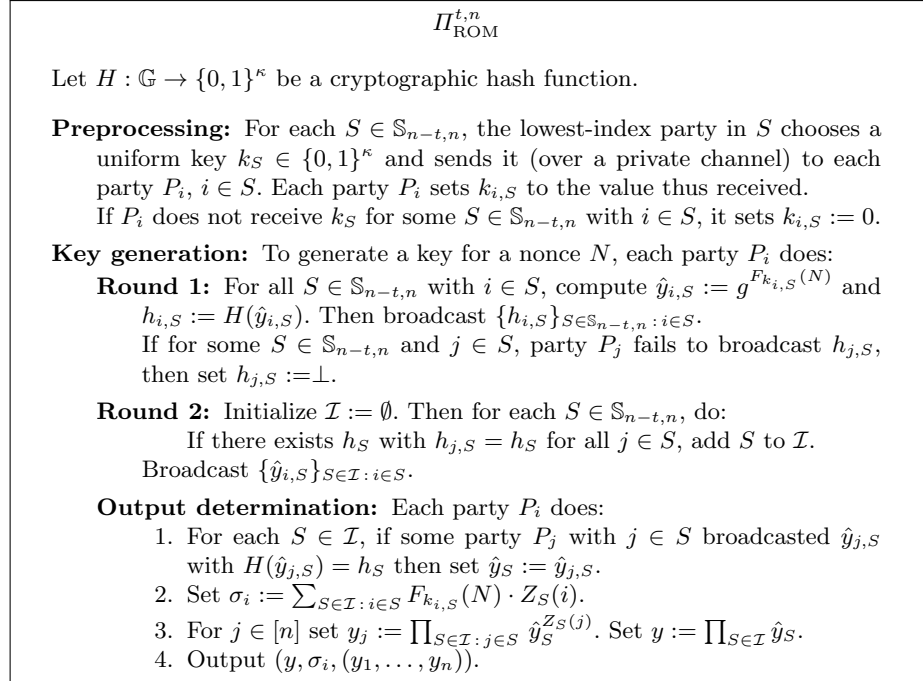 Π^{t,n}_{ROM}
Let H : 𝔾 → {0, 1}^κ be a cryptographic hash function.
Preprocessing: For each S ∈ 𝕊_{n−t,n}, the lowest-index party in S chooses a
uniform key k_S ∈ {0, 1}^κ and sends it (over a private channel) to each
party P_i, i ∈ S. Each party P_i sets k_{i,S} to the value thus received.
If P_i does not receive k_S for some S ∈ 𝕊_{n−t,n} with i ∈ S, it sets k_{i,S} := 0.
Key generation: To generate a key for a nonce N, each party P_i does:
Round 1: For all S ∈ 𝕊_{n−t,n} with i ∈ S, compute ŷ_{i,S} := g^{F_{k_{i,S}}(N)} and
h_{i,S} := H(ŷ_{i,S}). Then broadcast {h_{i,S}}_{S∈𝕊_{n−t,n} : i∈S}.
If for some S ∈ 𝕊_{n−t,n} and j ∈ S, party P_j fails to broadcast h_{j,S},
then set h_{j,S} :=⊥.
Round 2: Initialize ℐ := ∅. Then for each S ∈ 𝕊_{n−t,n}, do:
If there exists h_S with h_{j,S} = h_S for all j ∈ S, add S to ℐ.
Broadcast {ŷ_{i,S}}_{S∈ℐ : i∈S}.
Output determination: Each party P_i does:
1. For each S ∈ ℐ, if some party P_j with j ∈ S broadcasted ŷ_{j,S}
with H(ŷ_{j,S}) = h_S then set ŷ_S := ŷ_{j,S}.
2. Set σ_i := ∑_{S∈ℐ : i∈S} F_{k_{i,S}}(N) · Z_S(i).
3. For j ∈ [n] set y_j := ∏_{S∈ℐ : j∈S} ŷ_S^{Z_S(j)}. Set y := ∏_{S∈ℐ} ŷ_S.
4. Output (y, σ_i, (y_1, . . . , y_n)).